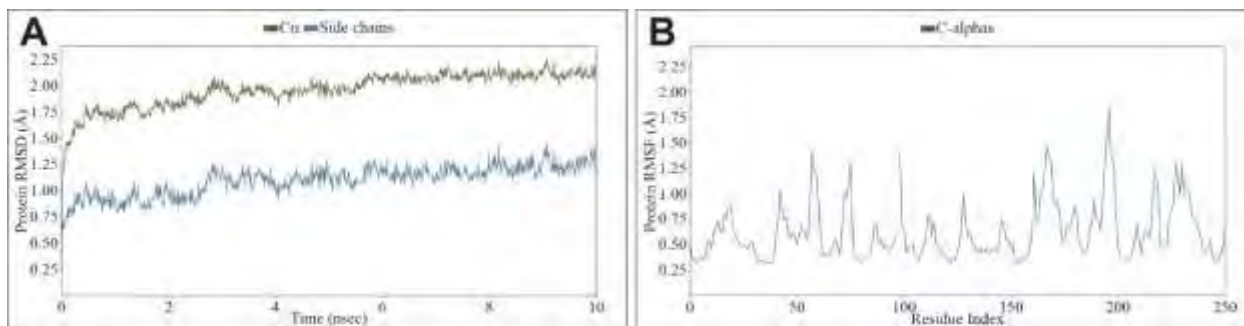 A
Cα Side chains
Protein RMSD (Å)
2.25
2.00
1.75
1.50
1.25
1.00
0.75
0.50
0.25
0 2 4 6 8 10
Time (nsec)
B
C-alphas
Protein RMSF (Å)
2.25
2.00
1.75
1.50
1.25
1.00
0.75
0.50
0.25
0 50 100 150 200 250
Residue Index